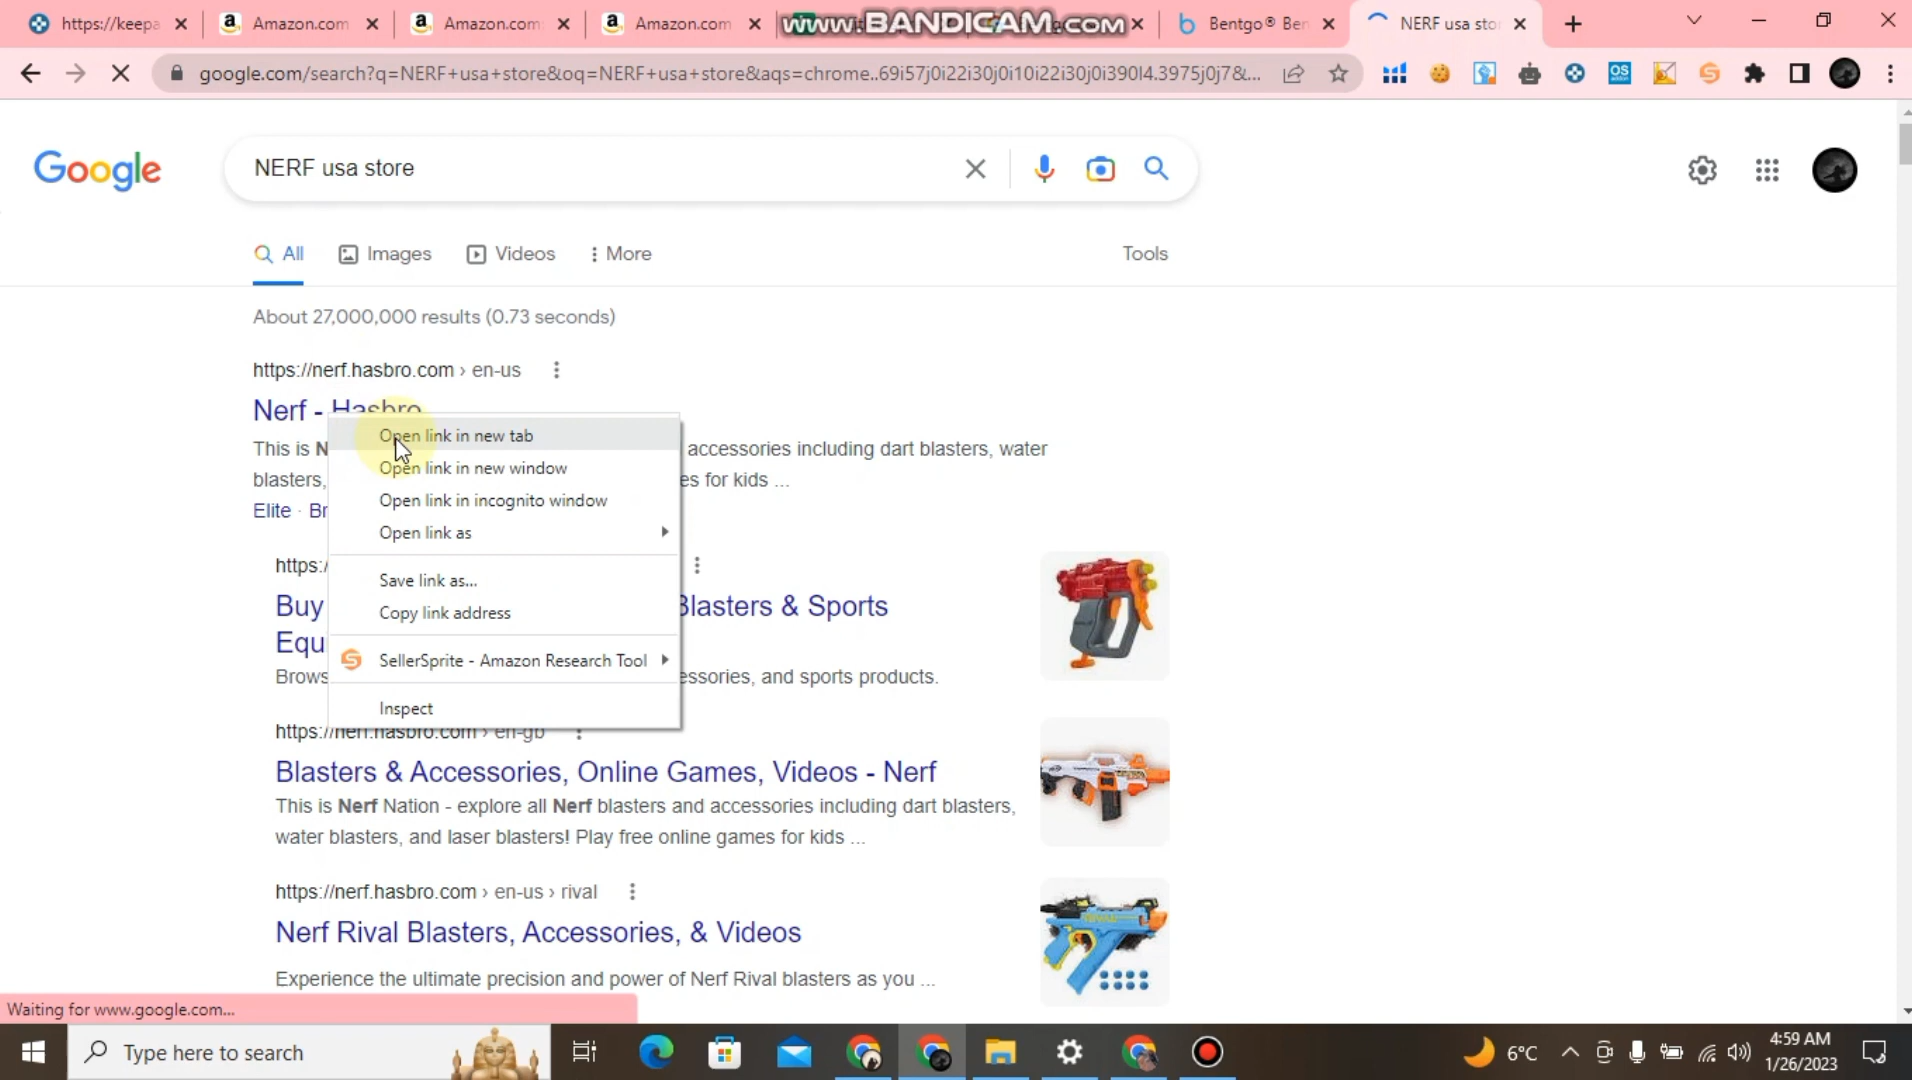 https://keepa
Amazon.com
Amazon.com
Amazon.com
Bentgo® Ben
NERF usa sto
www.BANDICAM.com
google.com/search?q=NERF+usa+store&oq=NERF+usa+store&aqs=chrome..69i57j0i22i30j0i10i22i30j0i390l4.3975j0j7&...
Google
NERF usa store
All
Images
Videos
More
Tools
About 27,000,000 results (0.73 seconds)
https://nerf.hasbro.com › en-us
Nerf - Hasbro
This is N accessories including dart blasters, water
blasters, es for kids ...
Elite · Br
Open link in new tab
Open link in new window
Open link in incognito window
Open link as
Save link as...
Copy link address
SellerSprite - Amazon Research Tool
Inspect
https:/
Buy Blasters & Sports
Equ
Brows essories, and sports products.
https://nerf.hasbro.com › en-gb
Blasters & Accessories, Online Games, Videos - Nerf
This is Nerf Nation - explore all Nerf blasters and accessories including dart blasters,
water blasters, and laser blasters! Play free online games for kids ...
https://nerf.hasbro.com › en-us › rival
Nerf Rival Blasters, Accessories, & Videos
Experience the ultimate precision and power of Nerf Rival blasters as you ...
Waiting for www.google.com...
Type here to search
6°C
4:59 AM
1/26/2023